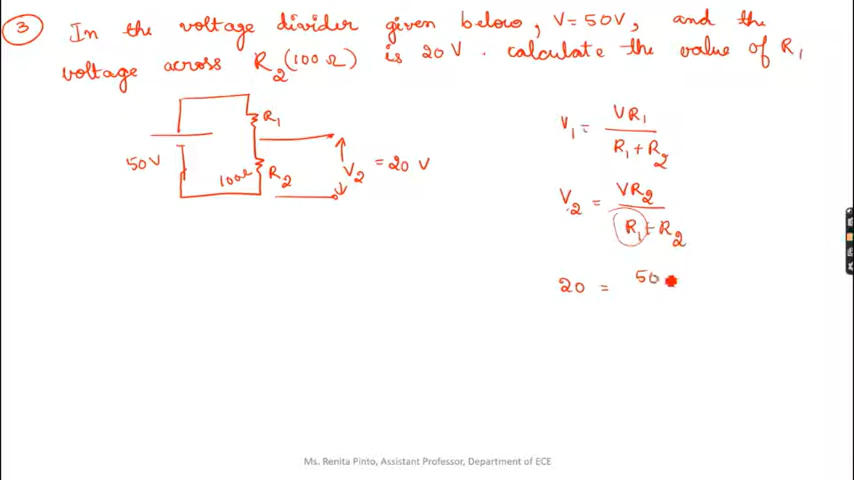 3 In the voltage divider given below, V = 50V, and the
voltage across R2 (100Ω) is 20 V. calculate the value of R1
R1
50V
100Ω R2
V2 = 20 V
V1 = VR1 / R1 + R2
V2 = VR2 / R1 + R2
20 = 50
Ms. Renita Pinto, Assistant Professor, Department of ECE